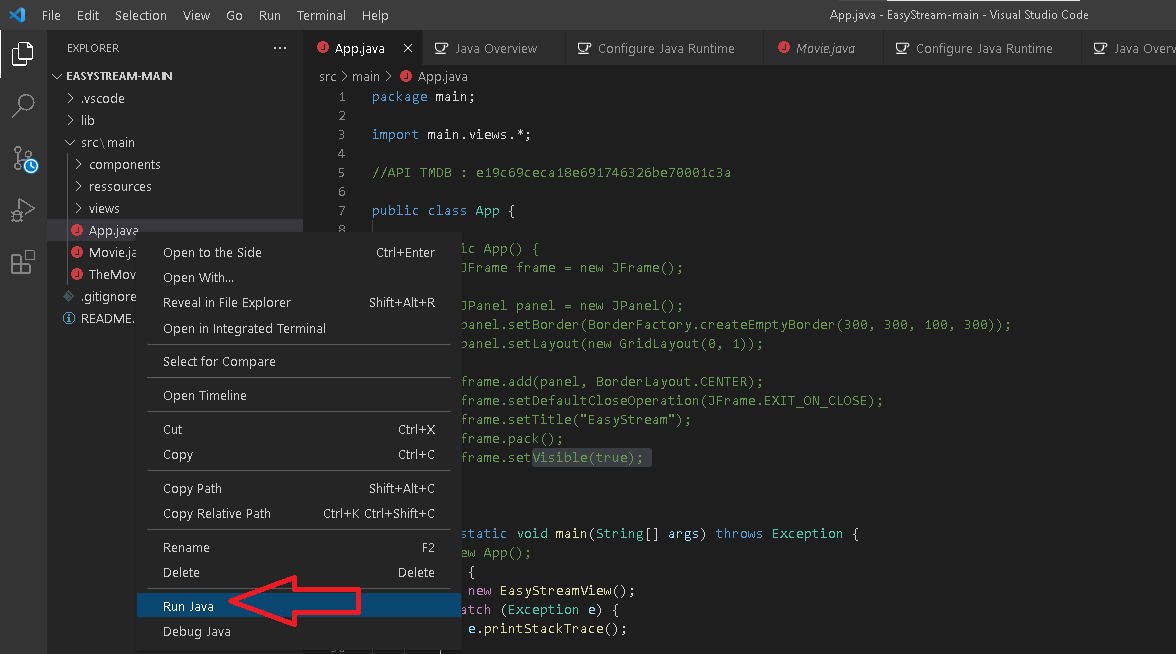 File Edit Selection View Go Run Terminal Help
App.java - EasyStream-main - Visual Studio Code
EXPLORER ...
EASYSTREAM-MAIN
.vscode
lib
src\main
components
ressources
views
App.java
Movie.ja
TheMov
.gitignore
README.
Open to the Side Ctrl+Enter
Open With...
Reveal in File Explorer Shift+Alt+R
Open in Integrated Terminal
Select for Compare
Open Timeline
Cut Ctrl+X
Copy Ctrl+C
Copy Path Shift+Alt+C
Copy Relative Path Ctrl+K Ctrl+Shift+C
Rename F2
Delete Delete
Run Java
Debug Java
App.java Java Overview Configure Java Runtime Movie.java Configure Java Runtime Java Overv
src > main > App.java
1 package main;
2
3 import main.views.*;
4
5 //API TMDB : e19c69ceca18e691746326be70001c3a
6
7 public class App {
8
ic App() {
JFrame frame = new JFrame();
JPanel panel = new JPanel();
panel.setBorder(BorderFactory.createEmptyBorder(300, 300, 100, 300));
panel.setLayout(new GridLayout(0, 1));
frame.add(panel, BorderLayout.CENTER);
frame.setDefaultCloseOperation(JFrame.EXIT_ON_CLOSE);
frame.setTitle("EasyStream");
frame.pack();
frame.setVisible(true);
static void main(String[] args) throws Exception {
ew App();
{
new EasyStreamView();
atch (Exception e) {
e.printStackTrace();